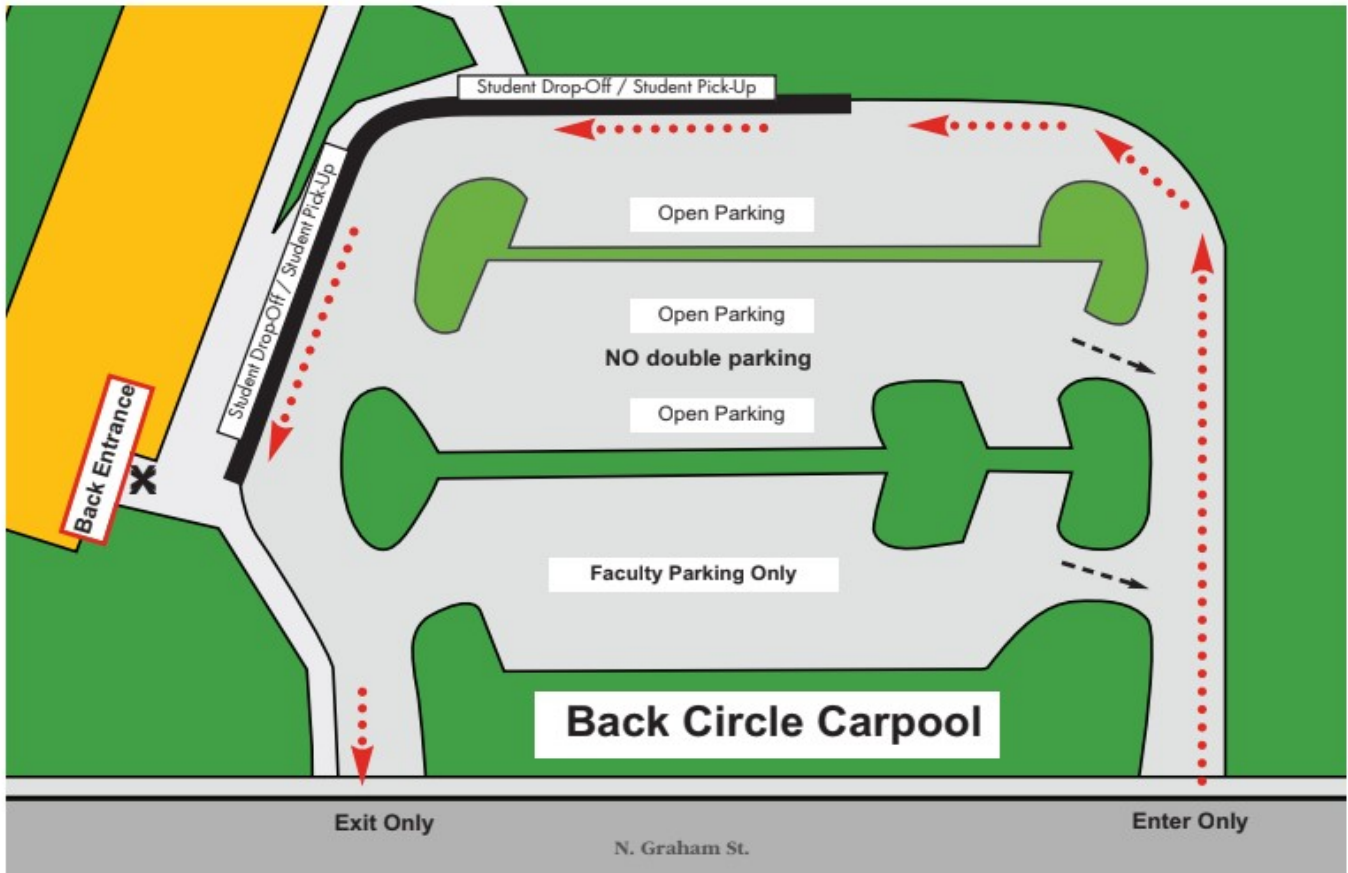 Student Drop-Off / Student Pick-Up
Student Drop-Off / Student Pick-Up
Open Parking
Open Parking
NO double parking
Open Parking
Back Entrance
X
Faculty Parking Only
Back Circle Carpool
Exit Only
Enter Only
N. Graham St.